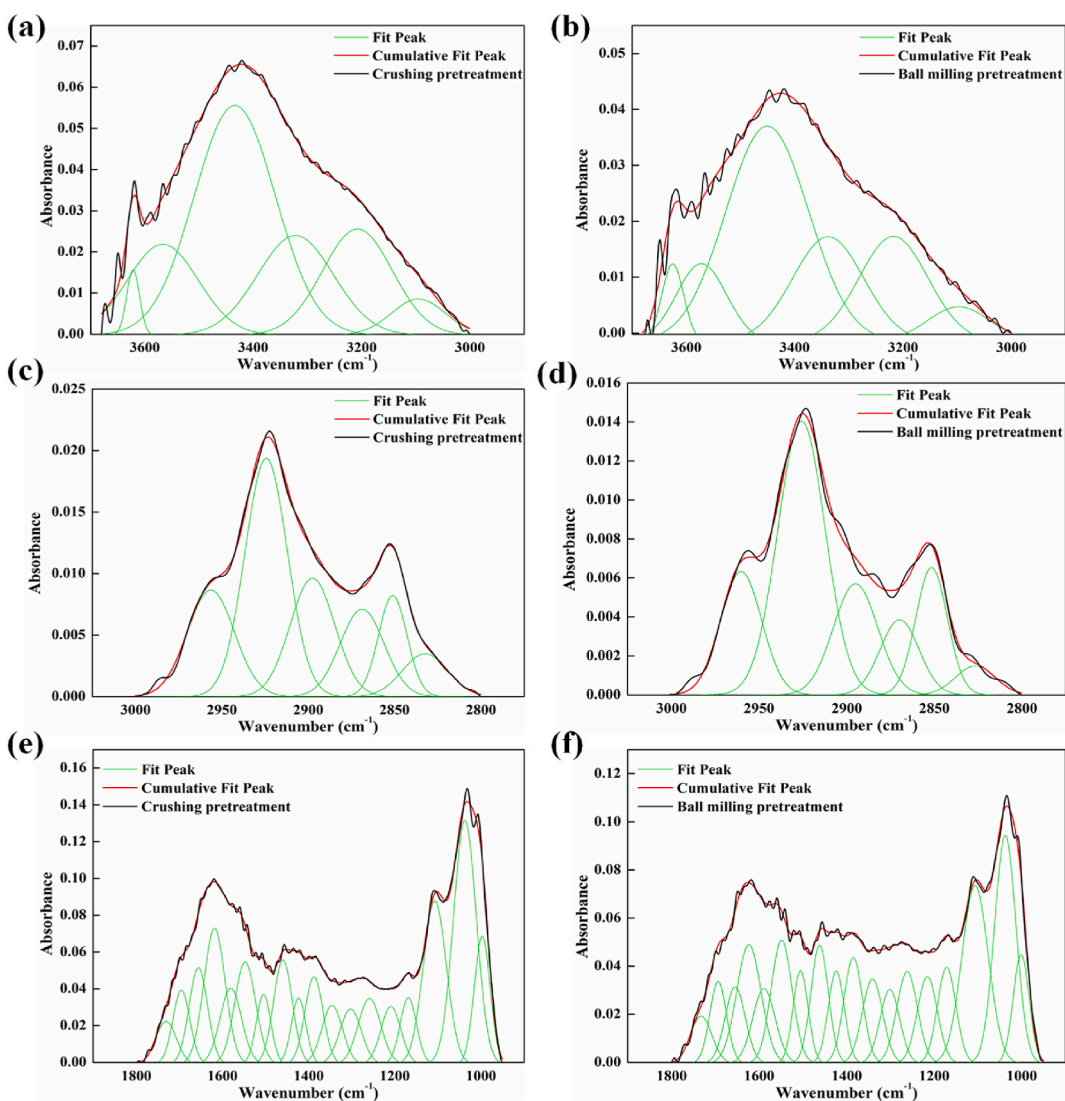 (a)
0.07
0.06
0.05
0.04
0.03
0.02
0.01
0.00
Absorbance
Fit Peak
Cumulative Fit Peak
Crushing pretreatment
3600 3400 3200 3000
Wavenumber (cm-1)
(b)
0.05
0.04
0.03
0.02
0.01
0.00
Absorbance
Fit Peak
Cumulative Fit Peak
Ball milling pretreatment
3600 3400 3200 3000
Wavenumber (cm-1)
(c)
0.025
0.020
0.015
0.010
0.005
0.000
Absorbance
Fit Peak
Cumulative Fit Peak
Crushing pretreatment
3000 2950 2900 2850 2800
Wavenumber (cm-1)
(d)
0.016
0.014
0.012
0.010
0.008
0.006
0.004
0.002
0.000
Absorbance
Fit Peak
Cumulative Fit Peak
Ball milling pretreatment
3000 2950 2900 2850 2800
Wavenumber (cm-1)
(e)
0.16
0.14
0.12
0.10
0.08
0.06
0.04
0.02
0.00
Absorbance
Fit Peak
Cumulative Fit Peak
Crushing pretreatment
1800 1600 1400 1200 1000
Wavenumber (cm-1)
(f)
0.12
0.10
0.08
0.06
0.04
0.02
0.00
Absorbance
Fit Peak
Cumulative Fit Peak
Ball milling pretreatment
1800 1600 1400 1200 1000
Wavenumber (cm-1)